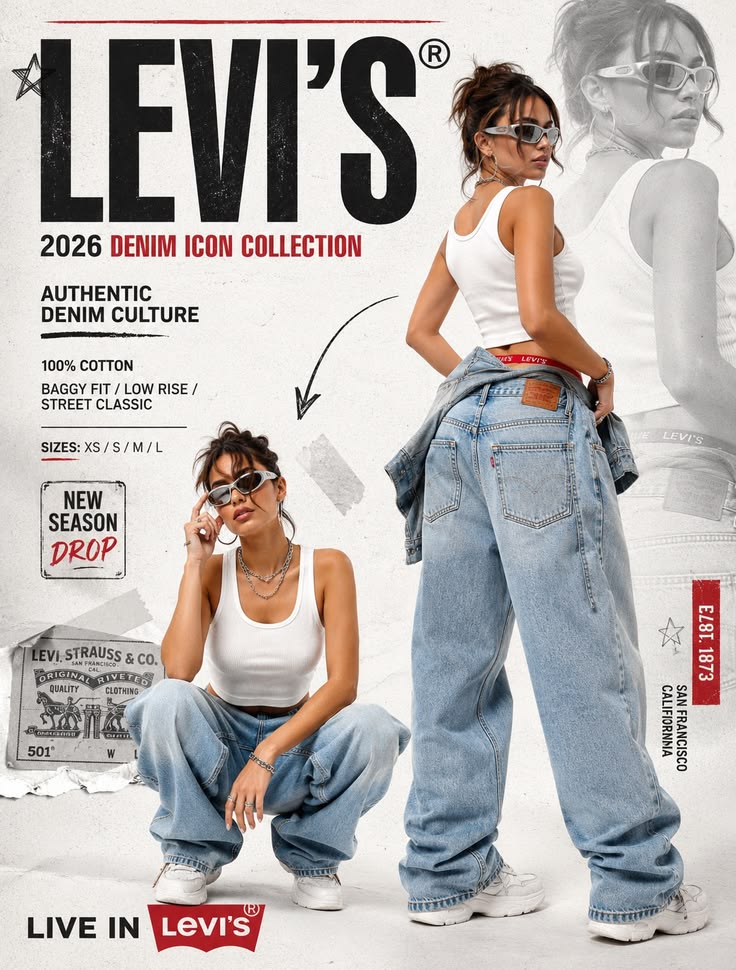 LEVI'S®
2026 DENIM ICON COLLECTION
AUTHENTIC
DENIM CULTURE
100% COTTON
BAGGY FIT / LOW RISE /
STREET CLASSIC
SIZES: XS / S / M / L
NEW
SEASON
DROP
LEVI, STRAUSS & CO.
SAN FRANCISCO
CAL.
ORIGINAL RIVETED
QUALITY CLOTHING
501® W L
LEVI'S
LEVI'S
E/8T. 1873
SAN FRANCISCO
CALIFIORNNIA
LIVE IN LEVI'S®